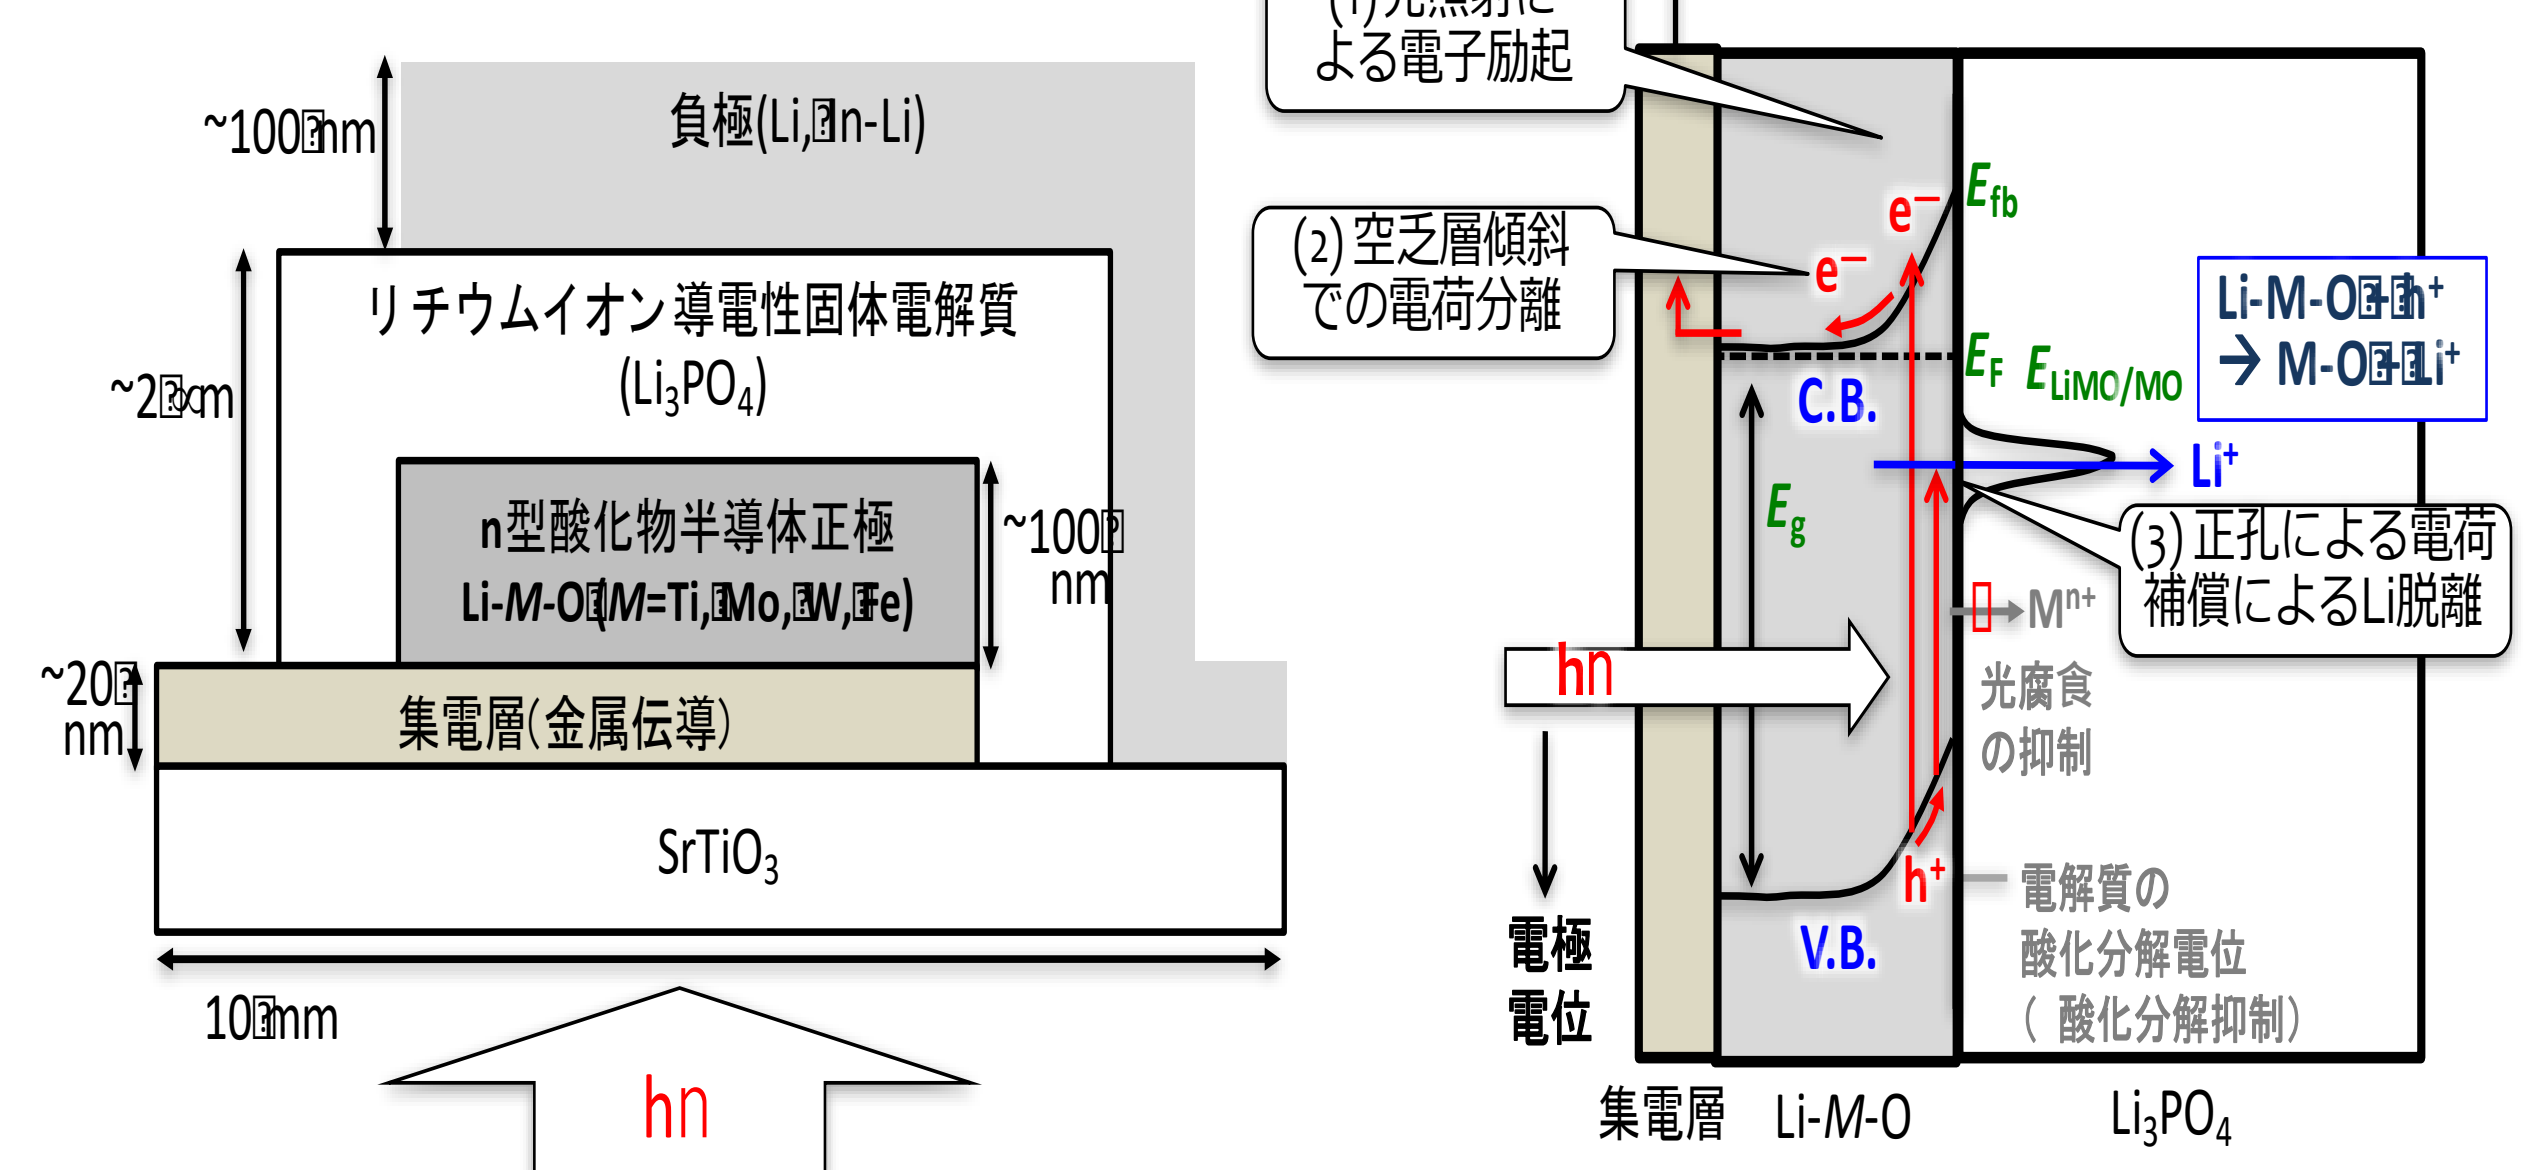 ~100 nm
負極(Li, In-Li)
リチウムイオン導電性固体電解質
(Li3PO4)
~2 ∝m
n型酸化物半導体正極
Li-M-O (M=Ti, Mo, W, Fe)
~100
nm
~20
nm
集電層(金属伝導)
SrTiO3
10 mm
hn
(1)光照射に
よる電子励起
(2)空乏層傾斜
での電荷分離
e−
e−
Efb
EF
ELiMO/MO
C.B.
Eg
Li-M-O + h+
→ M-O + Li+
Li+
(3)正孔による電荷
補償によるLi脱離
Mn+
光腐食
の抑制
hn
h+
V.B.
電極
電位
電解質の
酸化分解電位
( 酸化分解抑制)
集電層
Li-M-O
Li3PO4